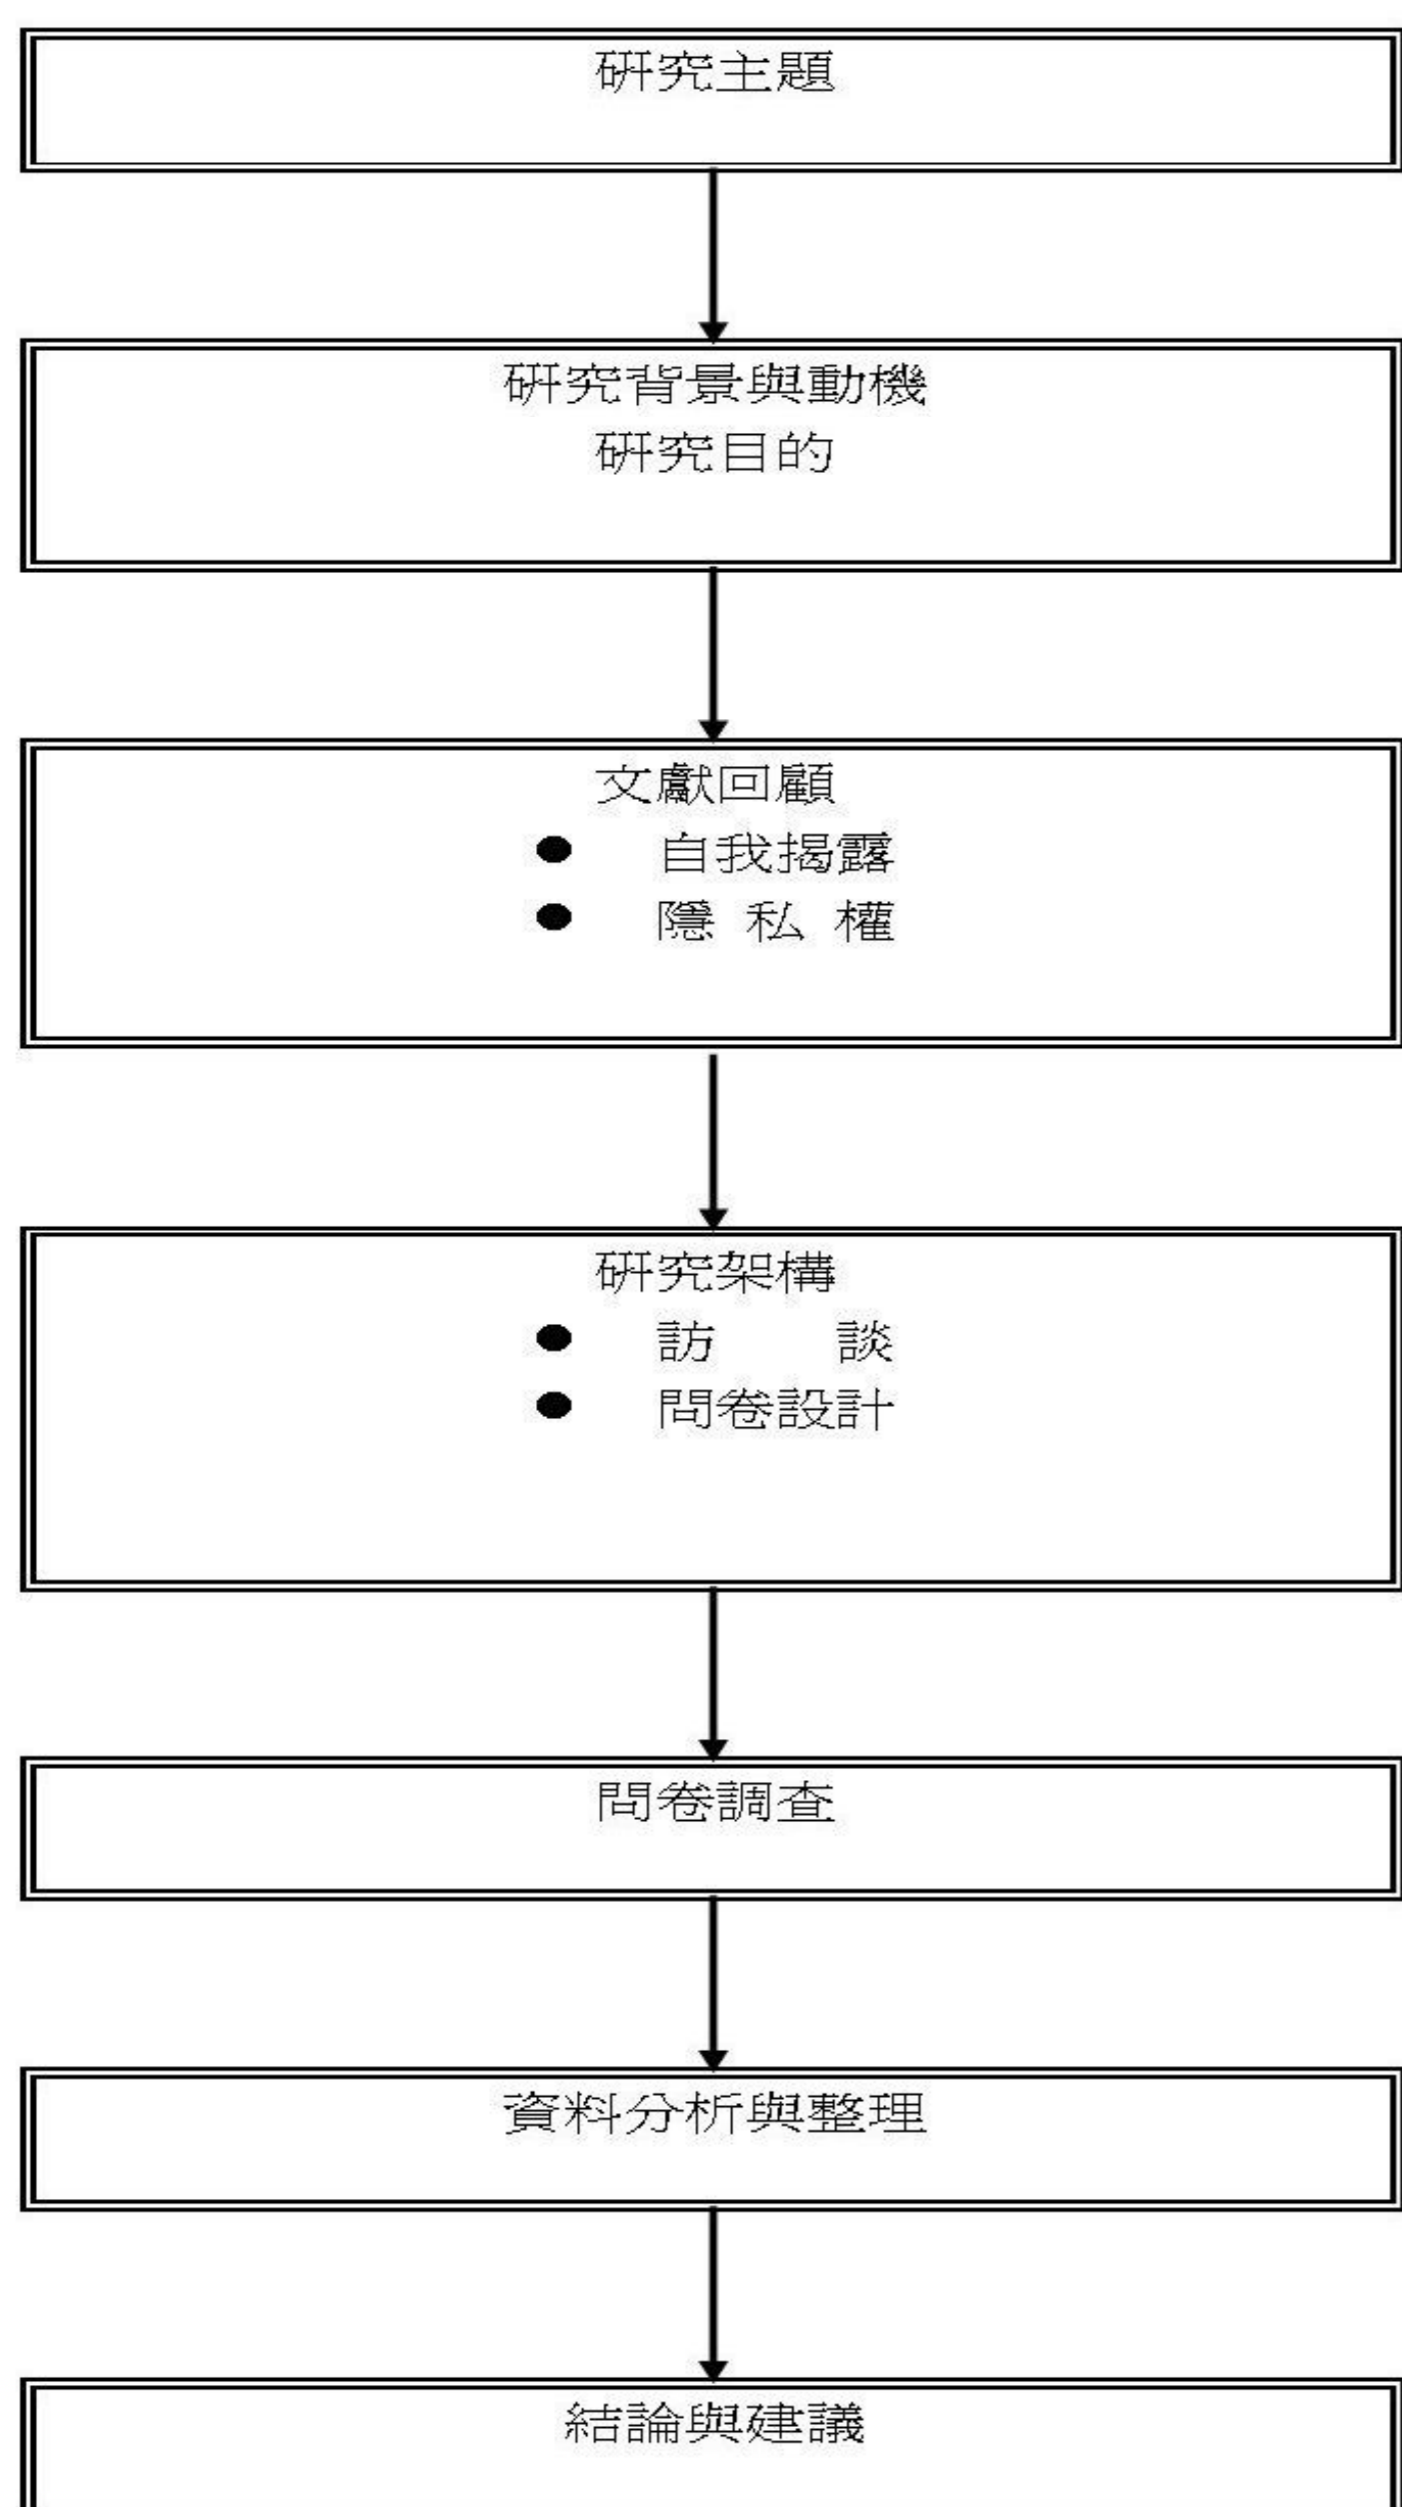 研究主題
研究背景與動機
研究目的
文獻回顧
● 自我揭露
● 隱 私 權
研究架構
● 訪 談
● 問卷設計
問卷調查
資料分析與整理
結論與建議